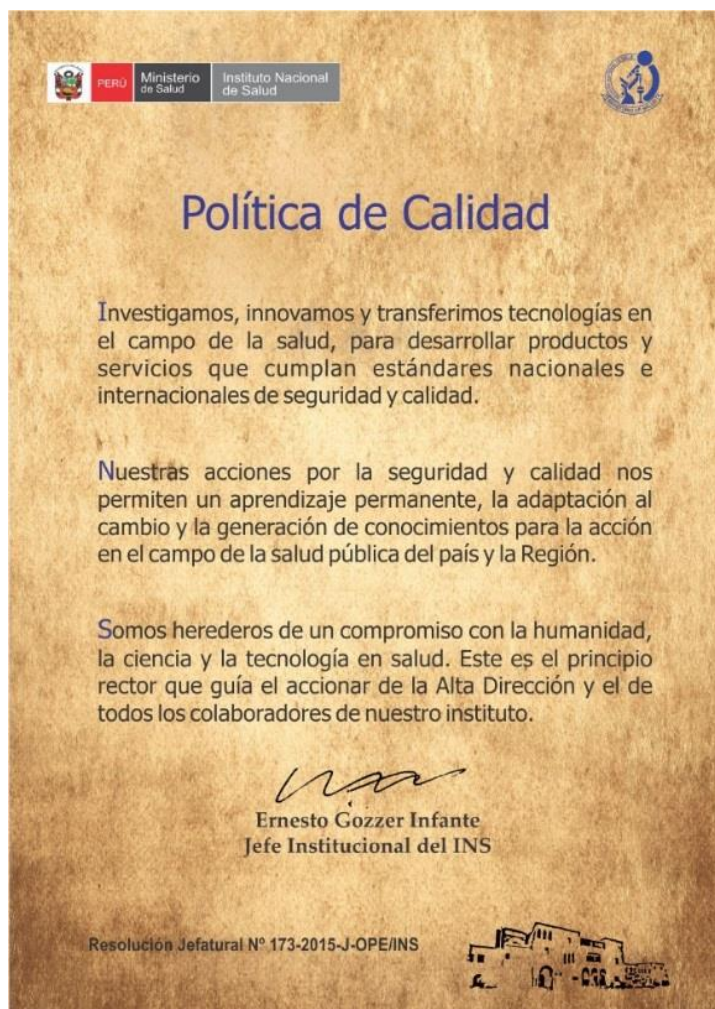 PERÚ
Ministerio
de Salud
Instituto Nacional
de Salud
Política de Calidad
Investigamos, innovamos y transferimos tecnologías en
el campo de la salud, para desarrollar productos y
servicios que cumplan estándares nacionales e
internacionales de seguridad y calidad.
Nuestras acciones por la seguridad y calidad nos
permiten un aprendizaje permanente, la adaptación al
cambio y la generación de conocimientos para la acción
en el campo de la salud pública del país y la Región.
Somos herederos de un compromiso con la humanidad,
la ciencia y la tecnología en salud. Este es el principio
rector que guía el accionar de la Alta Dirección y el de
todos los colaboradores de nuestro instituto.
Ernesto Gozzer Infante
Jefe Institucional del INS
Resolución Jefatural Nº 173-2015-J-OPE/INS